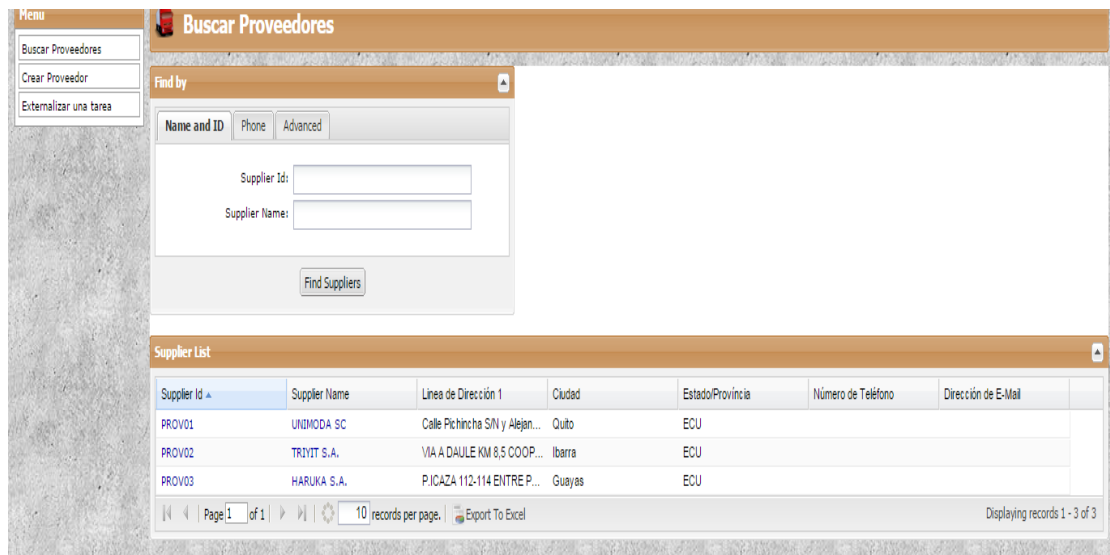 Menu
Buscar Proveedores
Crear Proveedor
Externalizar una tarea
Buscar Proveedores
Find by
Name and ID Phone Advanced
Supplier Id:
Supplier Name:
Find Suppliers
Supplier List
Supplier Id Supplier Name Linea de Dirección 1 Ciudad Estado/Província Número de Teléfono Dirección de E-Mail
PROV01 UNIMODA SC Calle Pichincha S/N y Alejan... Quito ECU
PROV02 TRIYIT S.A. VIA A DAULE KM 8,5 COOP... Ibarra ECU
PROV03 HARUKA S.A. P.ICAZA 112-114 ENTRE P... Guayas ECU
Page 1 of 1 10 records per page. Export To Excel Displaying records 1 - 3 of 3